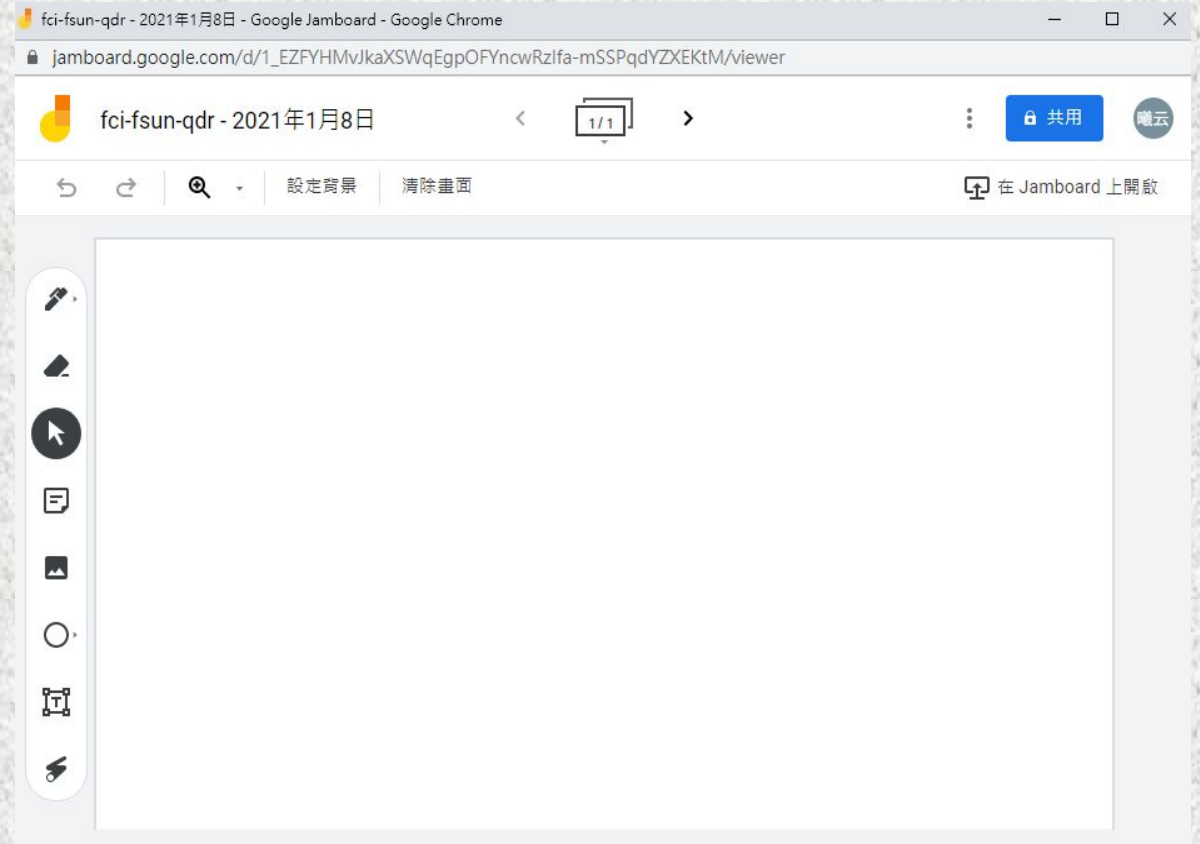 fci-fsun-qdr - 2021年1月8日 - Google Jamboard - Google Chrome
jamboard.google.com/d/1_EZFYHMvJkaXSWqEgpOFYncwRzIfa-mSSPqdYZXEKtM/viewer
fci-fsun-qdr - 2021年1月8日
1/1
共用
曦云
設定背景
清除畫面
在 Jamboard 上開啟
T